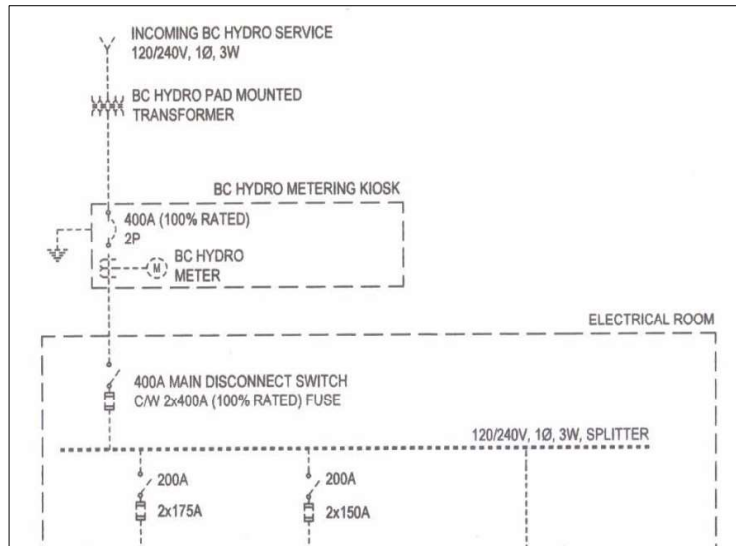 INCOMING BC HYDRO SERVICE
120/240V, 1Ø, 3W
BC HYDRO PAD MOUNTED
TRANSFORMER
BC HYDRO METERING KIOSK
400A (100% RATED)
2P
BC HYDRO
METER
M
ELECTRICAL ROOM
400A MAIN DISCONNECT SWITCH
C/W 2x400A (100% RATED) FUSE
120/240V, 1Ø, 3W, SPLITTER
200A
2x175A
200A
2x150A